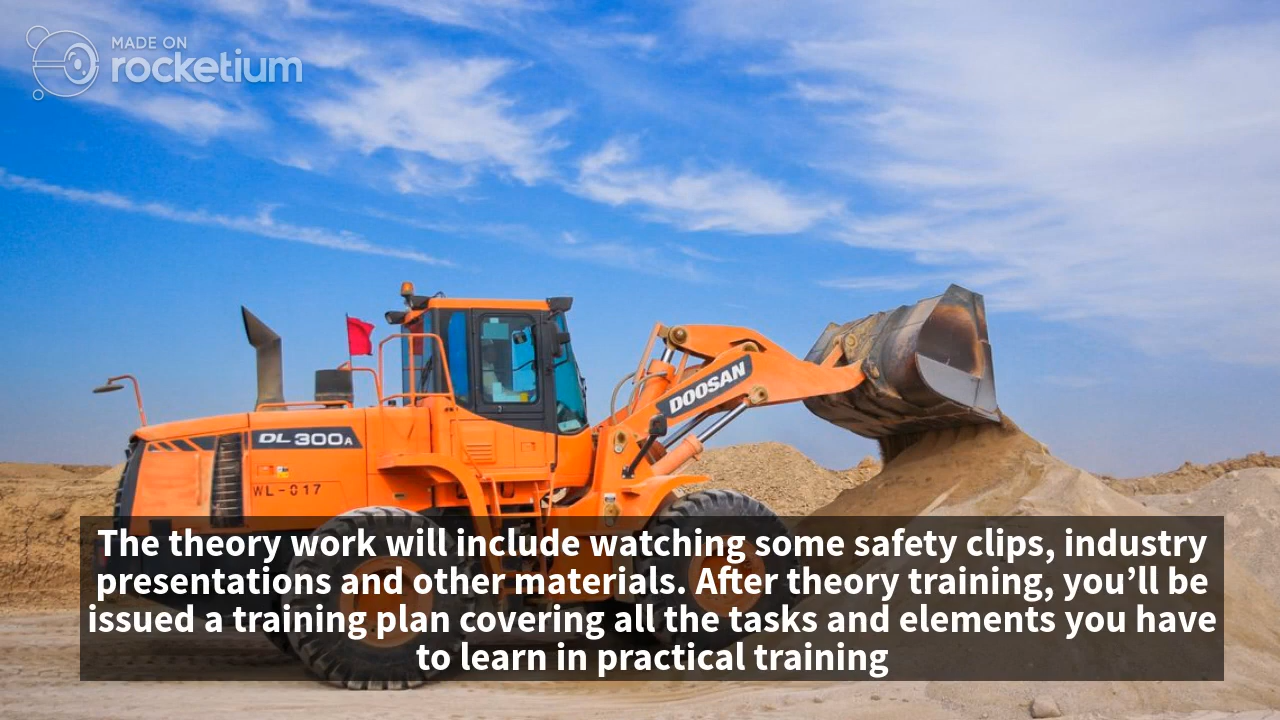 MADE ON
rocketium
DOOSAN
DL 300A
WL-017
The theory work will include watching some safety clips, industry
presentations and other materials. After theory training, you’ll be
issued a training plan covering all the tasks and elements you have
to learn in practical training